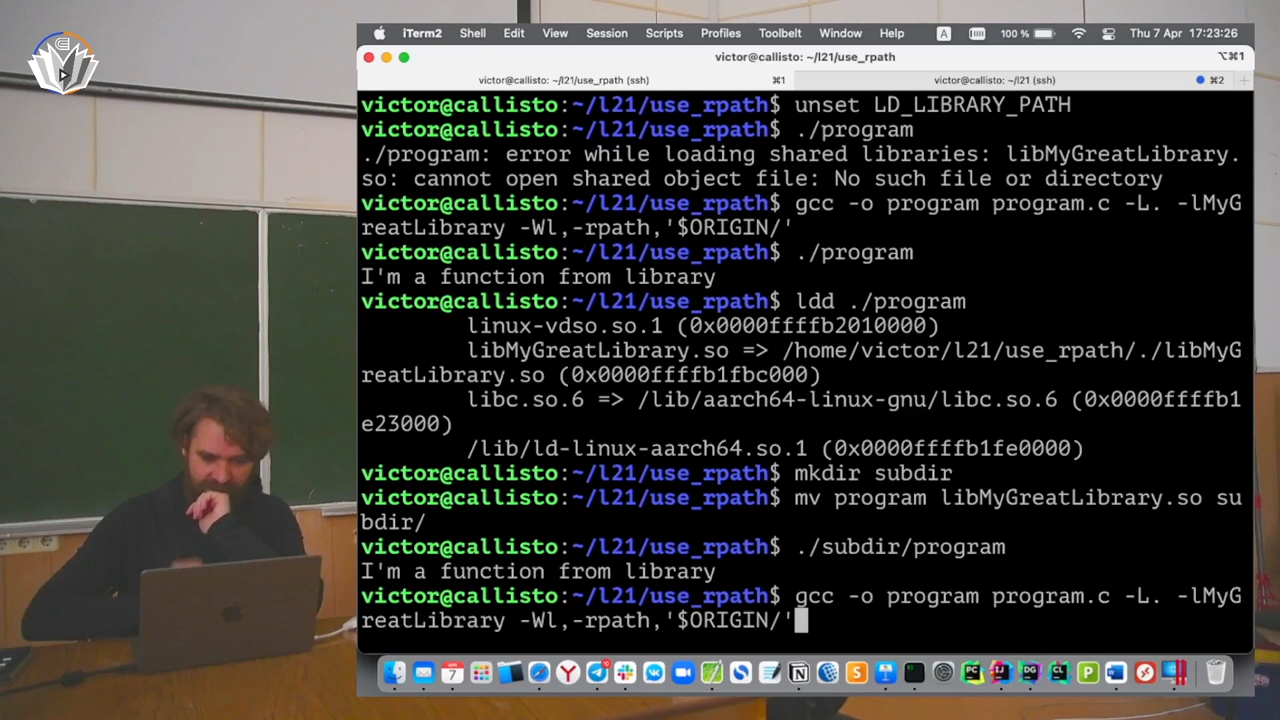 iTerm2 Shell Edit View Session Scripts Profiles Toolbelt Window Help A 100 % Thu 7 Apr 17:23:26
victor@callisto: ~/l21/use_rpath ⌥⌘1
victor@callisto: ~/l21/use_rpath (ssh) ⌘1 victor@callisto: ~/l21 (ssh) ⌘2
victor@callisto:~/l21/use_rpath$ unset LD_LIBRARY_PATH
victor@callisto:~/l21/use_rpath$ ./program
./program: error while loading shared libraries: libMyGreatLibrary.
so: cannot open shared object file: No such file or directory
victor@callisto:~/l21/use_rpath$ gcc -o program program.c -L. -lMyG
reatLibrary -Wl,-rpath,'$ORIGIN/'
victor@callisto:~/l21/use_rpath$ ./program
I'm a function from library
victor@callisto:~/l21/use_rpath$ ldd ./program
linux-vdso.so.1 (0x0000ffffb2010000)
libMyGreatLibrary.so => /home/victor/l21/use_rpath/./libMyG
reatLibrary.so (0x0000ffffb1fbc000)
libc.so.6 => /lib/aarch64-linux-gnu/libc.so.6 (0x0000ffffb1
e23000)
/lib/ld-linux-aarch64.so.1 (0x0000ffffb1fe0000)
victor@callisto:~/l21/use_rpath$ mkdir subdir
victor@callisto:~/l21/use_rpath$ mv program libMyGreatLibrary.so su
bdir/
victor@callisto:~/l21/use_rpath$ ./subdir/program
I'm a function from library
victor@callisto:~/l21/use_rpath$ gcc -o program program.c -L. -lMyG
reatLibrary -Wl,-rpath,'$ORIGIN/'